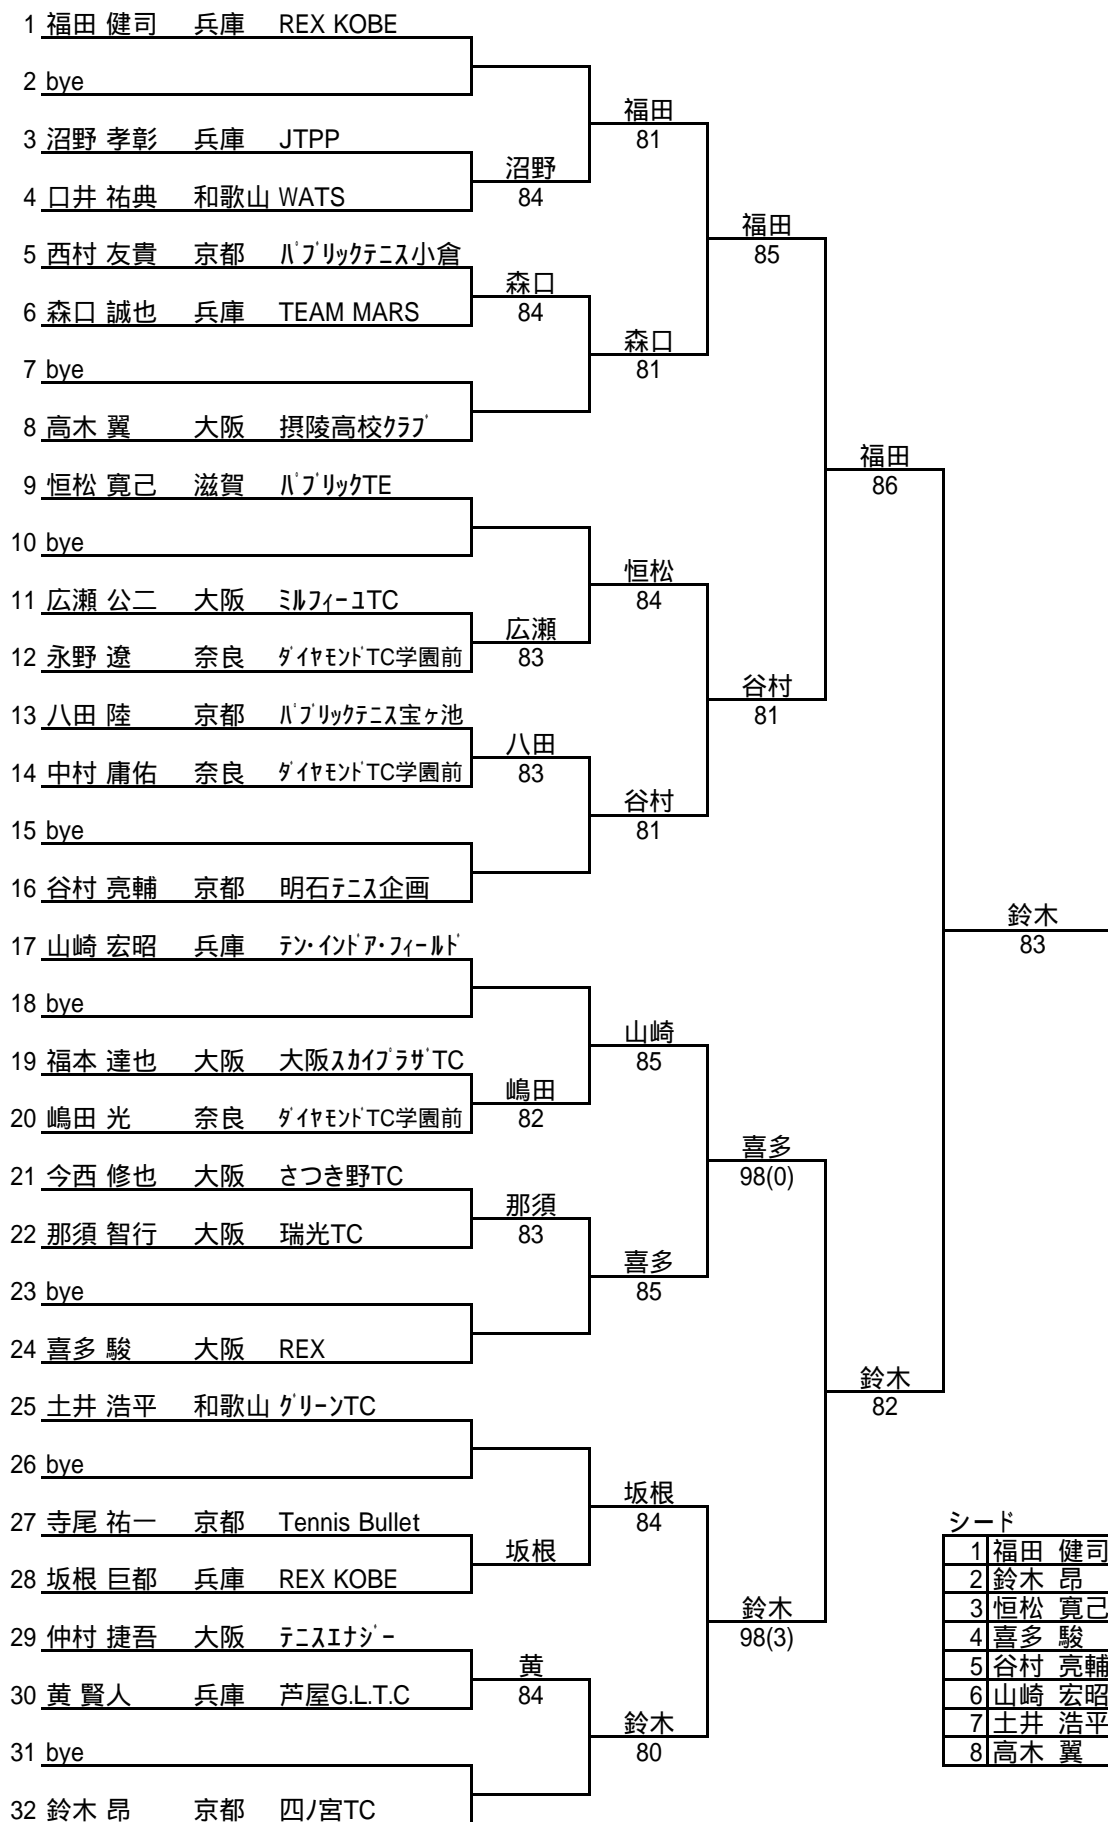 1 福田 健司 兵庫 REX KOBE
2 bye
福田
3 沼野 孝彰 兵庫 JTPP
81
沼野
4 口井 祐典 和歌山 WATS
84
福田
5 西村 友貴 京都 ﾊﾟﾌﾞﾘｯｸﾃﾆｽ小倉
85
森口
6 森口 誠也 兵庫 TEAM MARS
84
森口
7 bye
81
8 高木 翼 大阪 摂陵高校ｸﾗﾌﾞ
福田
9 恒松 寛己 滋賀 ﾊﾟﾌﾞﾘｯｸTE
86
10 bye
恒松
11 広瀬 公二 大阪 ﾐﾙﾌｨｰﾕTC
84
広瀬
12 永野 遼 奈良 ﾀﾞｲﾔﾓﾝﾄﾞTC学園前
83
谷村
13 八田 陸 京都 ﾊﾟﾌﾞﾘｯｸﾃﾆｽ宝ヶ池
81
八田
14 中村 庸佑 奈良 ﾀﾞｲﾔﾓﾝﾄﾞTC学園前
83
谷村
15 bye
81
16 谷村 亮輔 京都 明石ﾃﾆｽ企画
鈴木
17 山崎 宏昭 兵庫 ﾃﾝ･ｲﾝﾄﾞｱ･ﾌｨｰﾙﾄﾞ
83
18 bye
山崎
19 福本 達也 大阪 大阪ｽｶｲﾌﾟﾗｻﾞTC
85
嶋田
20 嶋田 光 奈良 ﾀﾞｲﾔﾓﾝﾄﾞTC学園前
82
喜多
21 今西 修也 大阪 さつき野TC
98(0)
那須
22 那須 智行 大阪 瑞光TC
83
喜多
23 bye
85
24 喜多 駿 大阪 REX
鈴木
25 土井 浩平 和歌山 ｸﾞﾘｰﾝTC
82
26 bye
坂根
27 寺尾 祐一 京都 Tennis Bullet
84
坂根
28 坂根 巨都 兵庫 REX KOBE
鈴木
29 仲村 捷吾 大阪 ﾃﾆｽｴﾅｼﾞｰ
98(3)
黄
30 黄 賢人 兵庫 芦屋G.L.T.C
84
鈴木
31 bye
80
32 鈴木 昂 京都 四ﾉ宮TC
シード
1 福田 健司
2 鈴木 昂
3 恒松 寛己
4 喜多 駿
5 谷村 亮輔
6 山崎 宏昭
7 土井 浩平
8 高木 翼